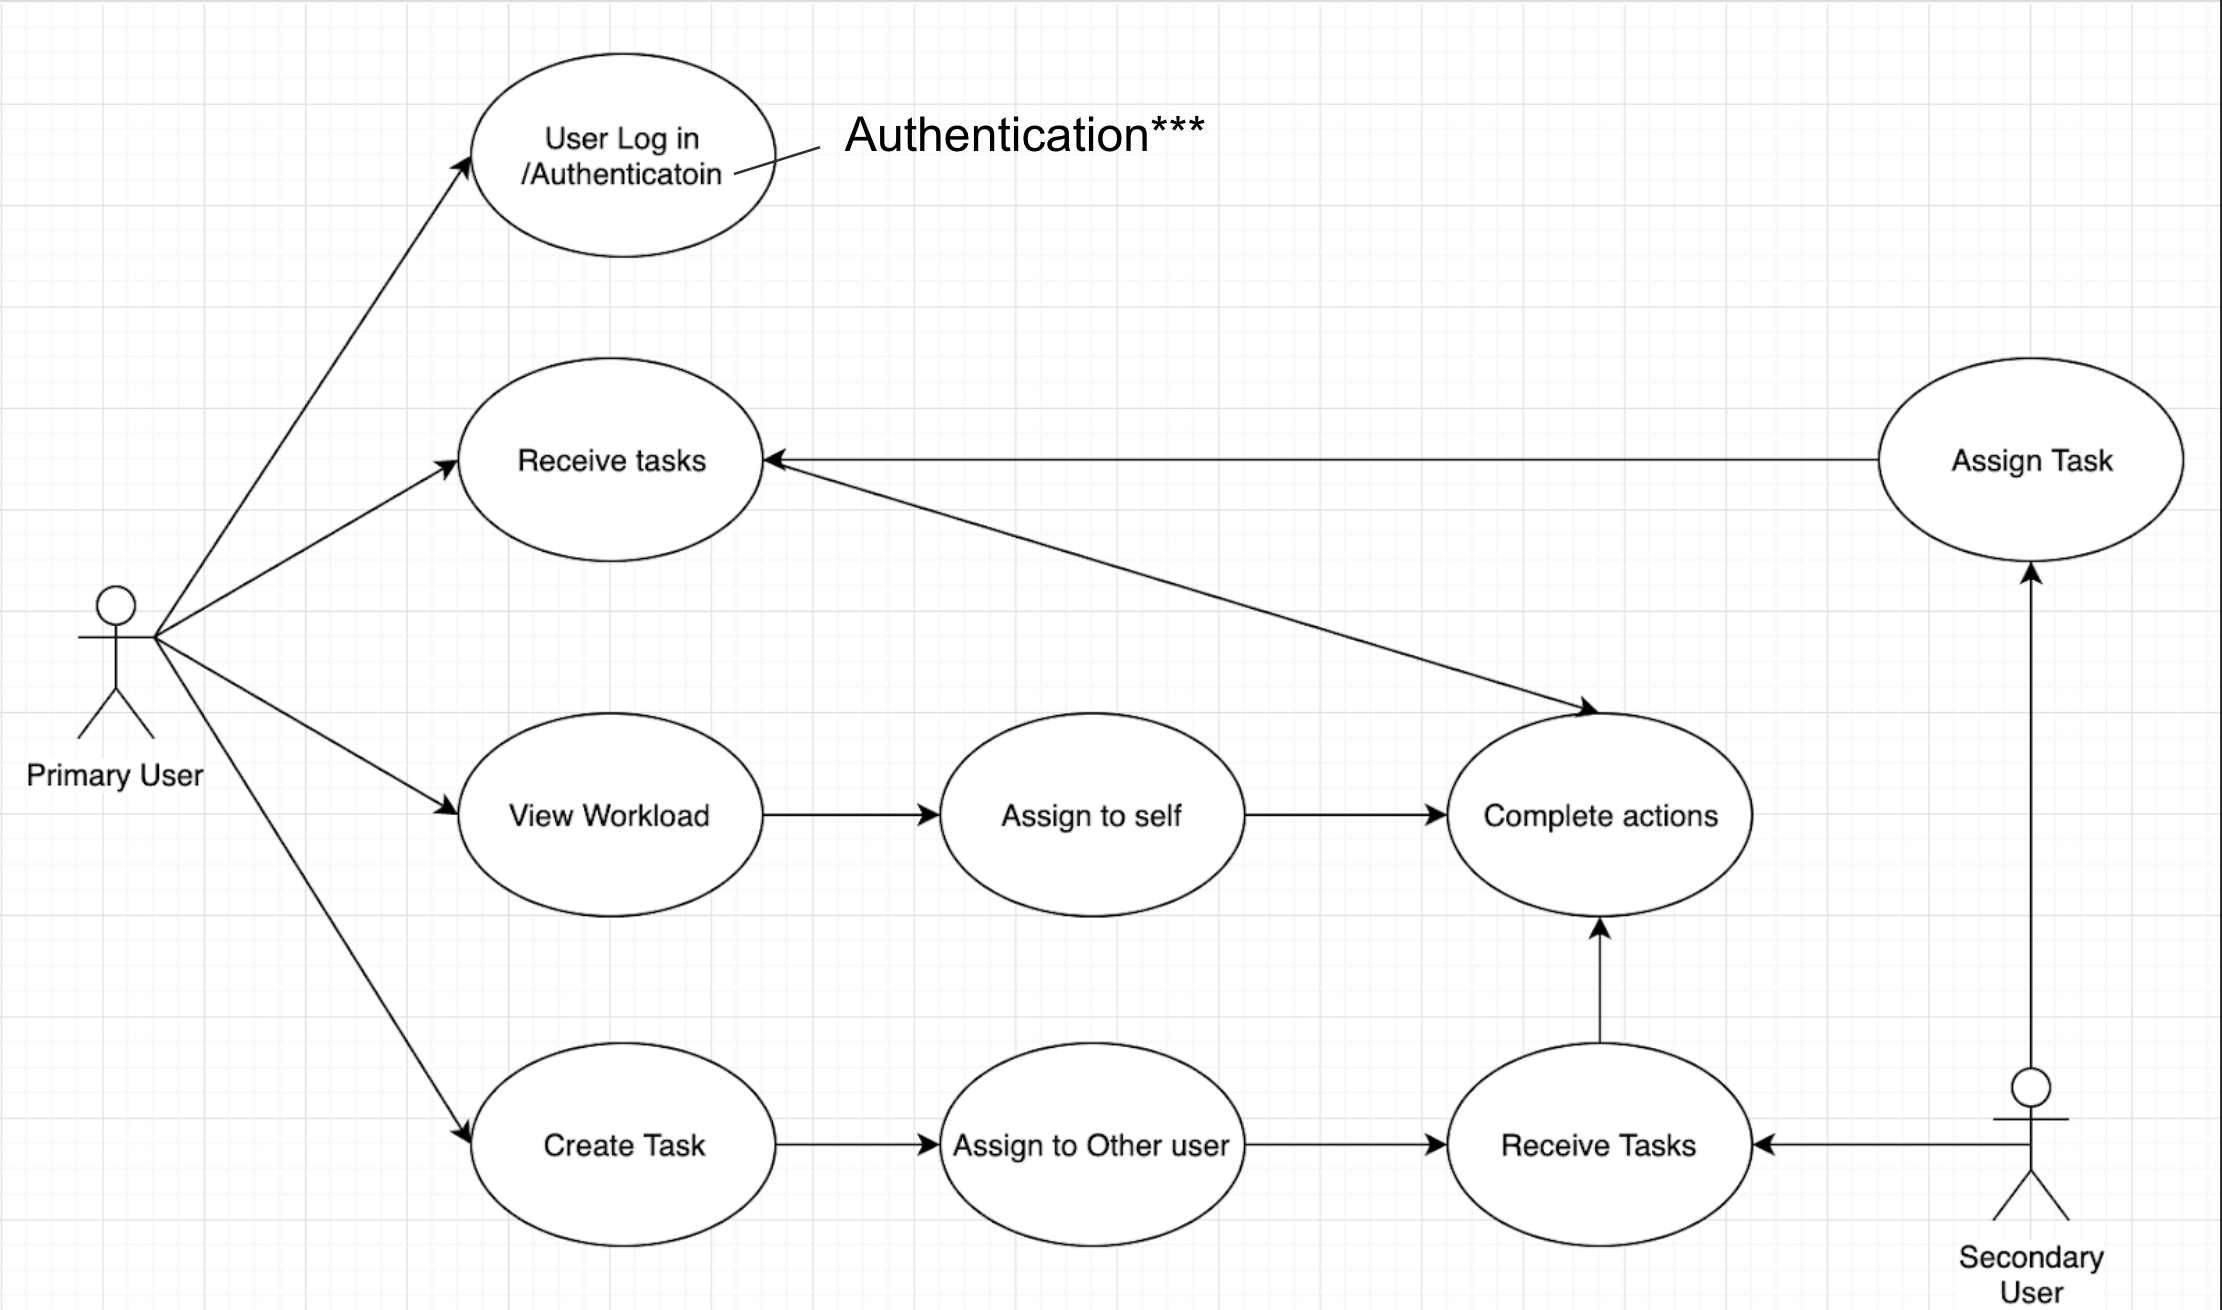 User Log in
/Authenticatoin
Authentication***
Receive tasks
Assign Task
Primary User
View Workload
Assign to self
Complete actions
Create Task
Assign to Other user
Receive Tasks
Secondary
User